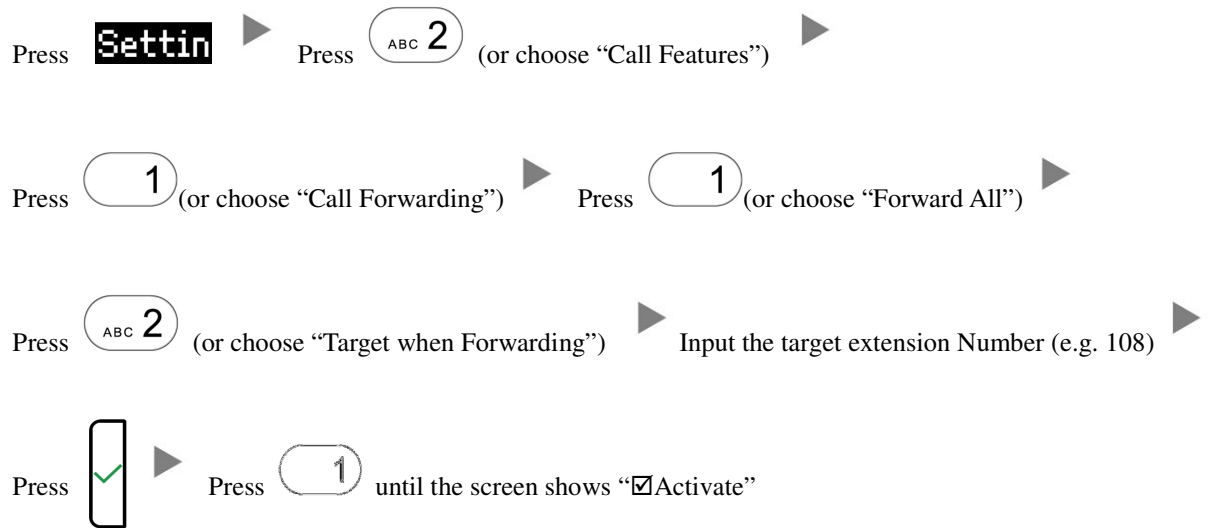 Press Settin Press ABC 2 (or choose “Call Features”)
Press 1 (or choose “Call Forwarding”) Press 1 (or choose “Forward All”)
Press ABC 2 (or choose “Target when Forwarding”) Input the target extension Number (e.g. 108)
Press Press 1 until the screen shows “☑Activate”